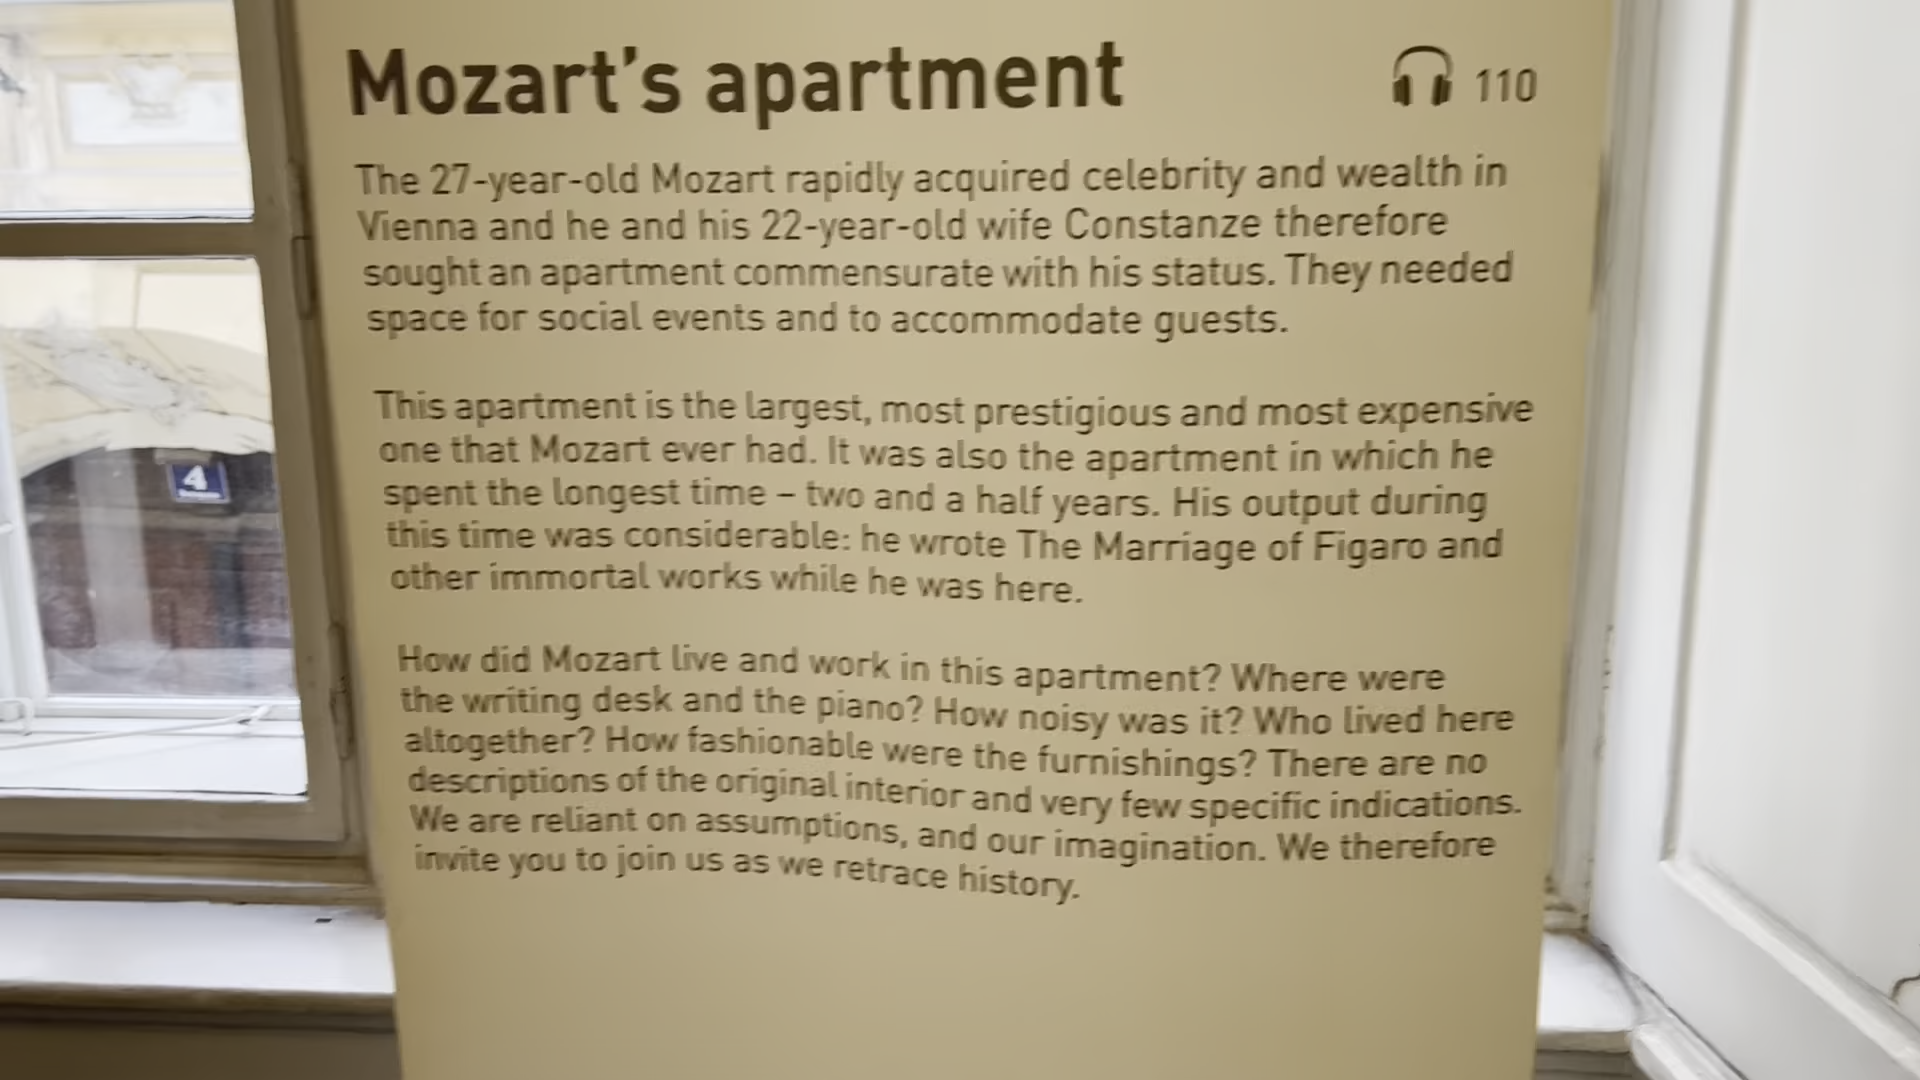 Mozart's apartment
110
The 27-year-old Mozart rapidly acquired celebrity and wealth in
Vienna and he and his 22-year-old wife Constanze therefore
sought an apartment commensurate with his status. They needed
space for social events and to accommodate guests.
This apartment is the largest, most prestigious and most expensive
one that Mozart ever had. It was also the apartment in which he
spent the longest time – two and a half years. His output during
this time was considerable: he wrote The Marriage of Figaro and
other immortal works while he was here.
How did Mozart live and work in this apartment? Where were
the writing desk and the piano? How noisy was it? Who lived here
altogether? How fashionable were the furnishings? There are no
descriptions of the original interior and very few specific indications.
We are reliant on assumptions, and our imagination. We therefore
invite you to join us as we retrace history.
4